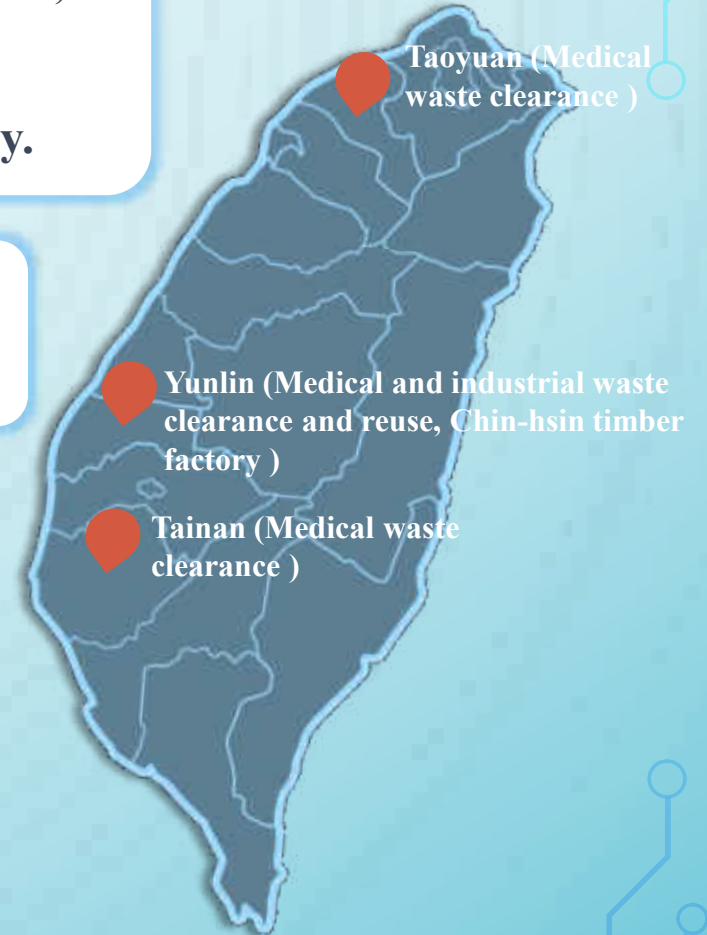 y.
Taoyuan (Medical
waste clearance )
Yunlin (Medical and industrial waste
clearance and reuse, Chin-hsin timber
factory )
Tainan (Medical waste
clearance )